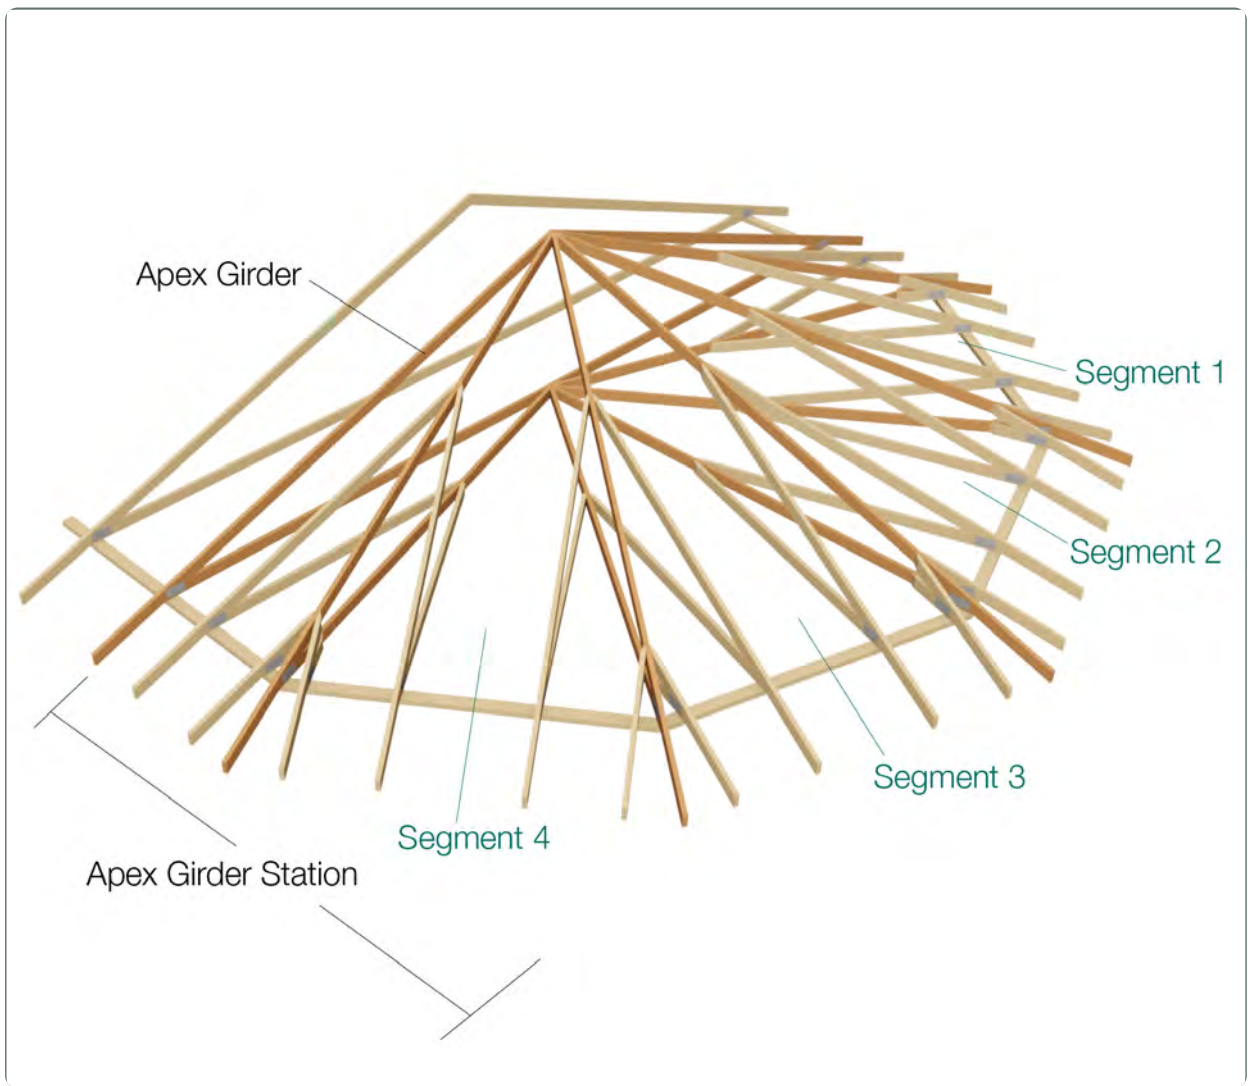 Apex Girder
Segment 1
Segment 2
Segment 3
Segment 4
Apex Girder Station